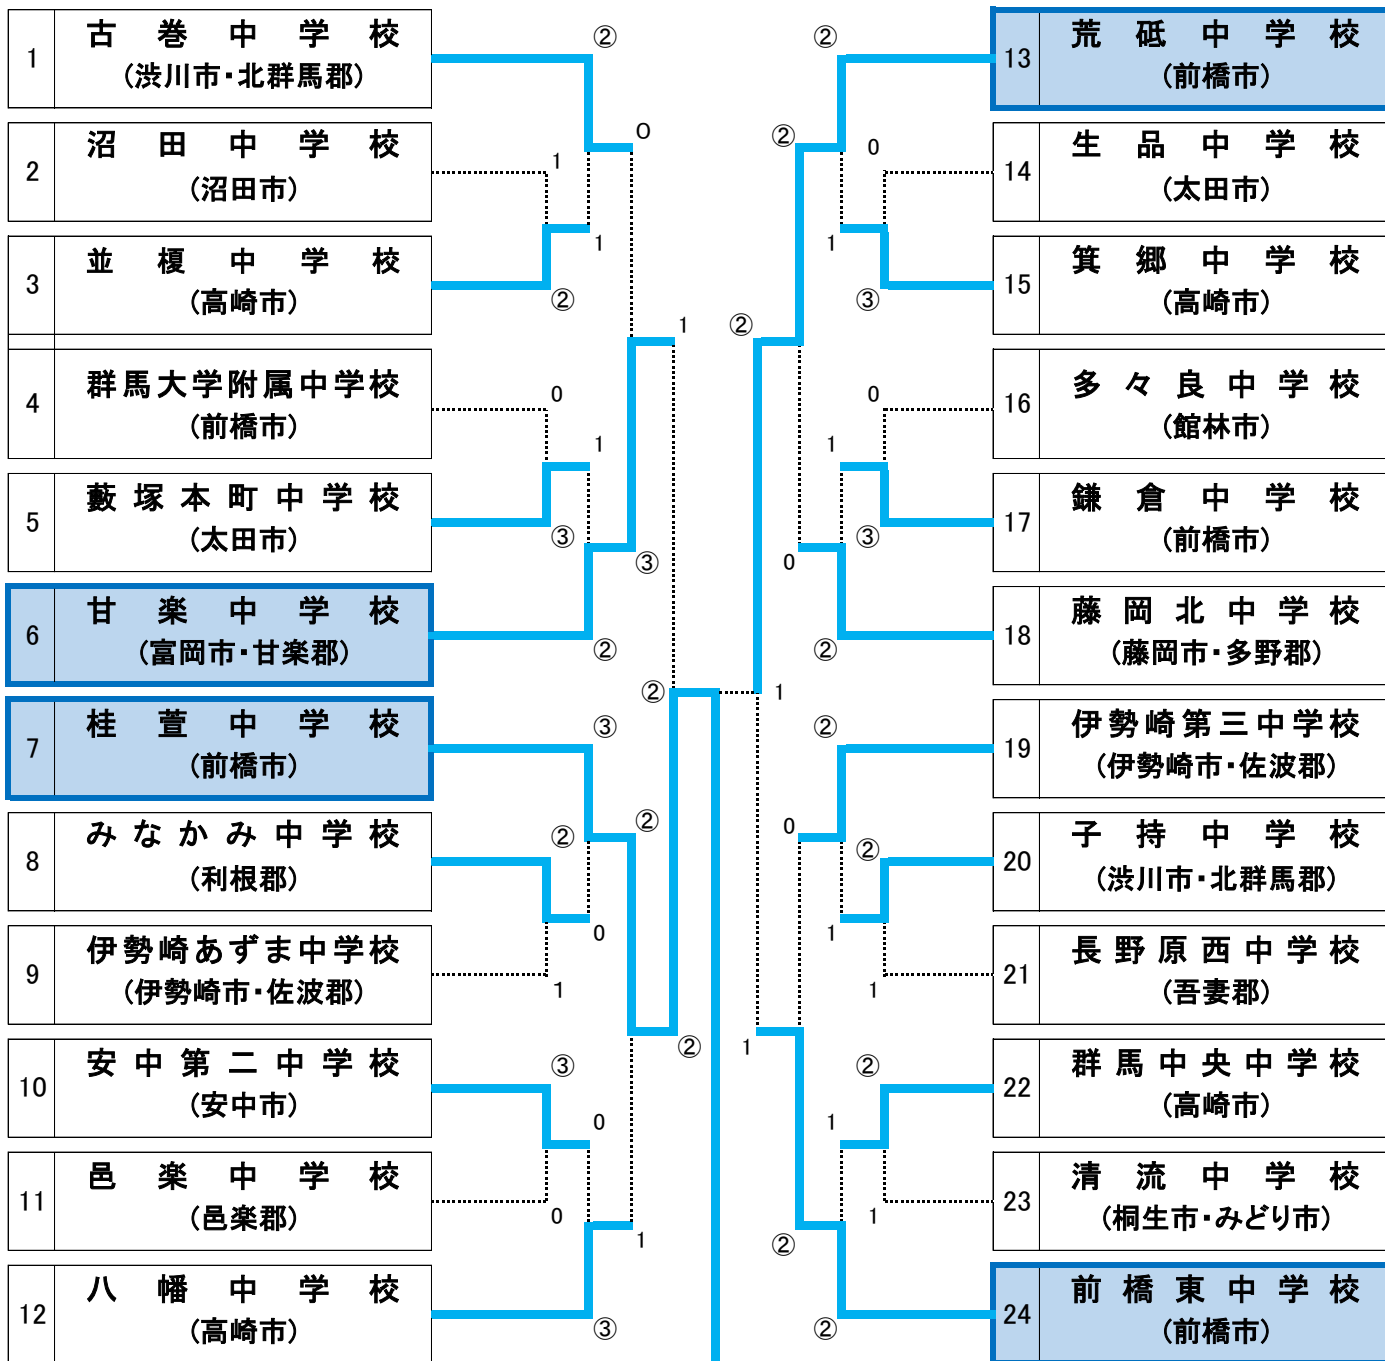 1
古巻中学校
(渋川市・北群馬郡)
2
沼田中学校
(沼田市)
3
並榎中学校
(高崎市)
4
群馬大学附属中学校
(前橋市)
5
藪塚本町中学校
(太田市)
6
甘楽中学校
(富岡市・甘楽郡)
7
桂萱中学校
(前橋市)
8
みなかみ中学校
(利根郡)
9
伊勢崎あずま中学校
(伊勢崎市・佐波郡)
10
安中第二中学校
(安中市)
11
邑楽中学校
(邑楽郡)
12
八幡中学校
(高崎市)
②
0
1
1
②
1
0
1
③
③
②
②
③
②
②
0
1
②
③
0
0
1
③
②
②
0
1
③
②
0
1
③
0
②
1
②
0
②
1
1
1
②
1
1
②
②
13
荒砥中学校
(前橋市)
14
生品中学校
(太田市)
15
箕郷中学校
(高崎市)
16
多々良中学校
(館林市)
17
鎌倉中学校
(前橋市)
18
藤岡北中学校
(藤岡市・多野郡)
19
伊勢崎第三中学校
(伊勢崎市・佐波郡)
20
子持中学校
(渋川市・北群馬郡)
21
長野原西中学校
(吾妻郡)
22
群馬中央中学校
(高崎市)
23
清流中学校
(桐生市・みどり市)
24
前橋東中学校
(前橋市)